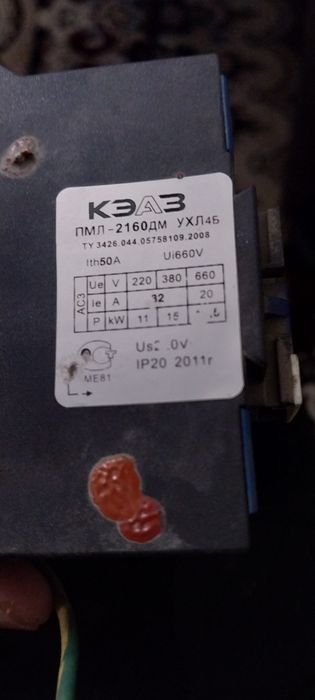 КЭАЗ
ПМЛ-2160ДМ УХЛ4Б
ТУ 3426.044.05758109.2008
Ith50A Ui660V
AC3 Ue V 220 380 660
Ie A 32 20
P kW 11 15
ME81
IP20 2011г